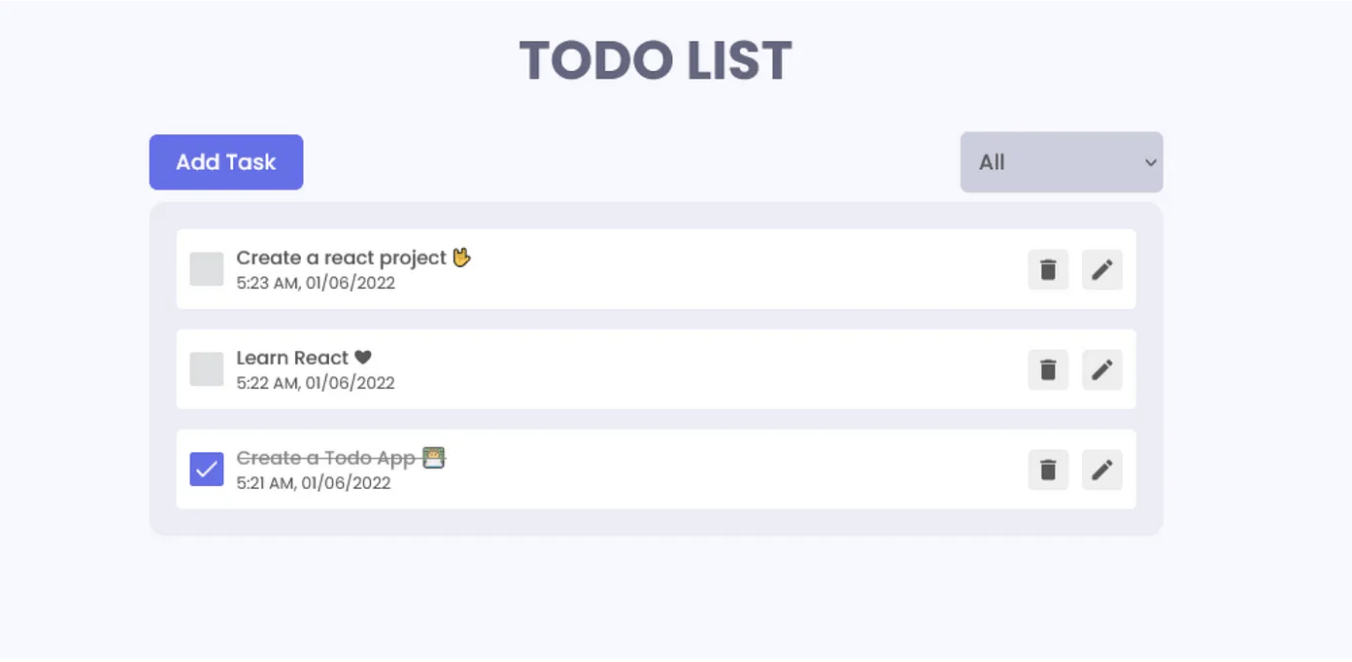 TODO LIST
Add Task
All
Create a react project 🤟
5:23 AM, 01/06/2022
Learn React ♥
5:22 AM, 01/06/2022
Create a Todo App 👨‍💻
5:21 AM, 01/06/2022